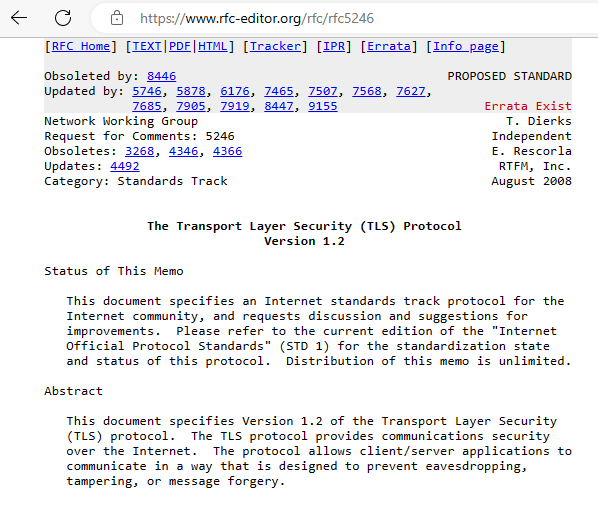 https://www.rfc-editor.org/rfc/rfc5246
[RFC Home] [TEXT|PDF|HTML] [Tracker] [IPR] [Errata] [Info page]
Obsoleted by: 8446 PROPOSED STANDARD
Updated by: 5746, 5878, 6176, 7465, 7507, 7568, 7627,
7685, 7905, 7919, 8447, 9155 Errata Exist
Network Working Group T. Dierks
Request for Comments: 5246 Independent
Obsoletes: 3268, 4346, 4366 E. Rescorla
Updates: 4492 RTFM, Inc.
Category: Standards Track August 2008
The Transport Layer Security (TLS) Protocol
Version 1.2
Status of This Memo
This document specifies an Internet standards track protocol for the
Internet community, and requests discussion and suggestions for
improvements. Please refer to the current edition of the "Internet
Official Protocol Standards" (STD 1) for the standardization state
and status of this protocol. Distribution of this memo is unlimited.
Abstract
This document specifies Version 1.2 of the Transport Layer Security
(TLS) protocol. The TLS protocol provides communications security
over the Internet. The protocol allows client/server applications to
communicate in a way that is designed to prevent eavesdropping,
tampering, or message forgery.